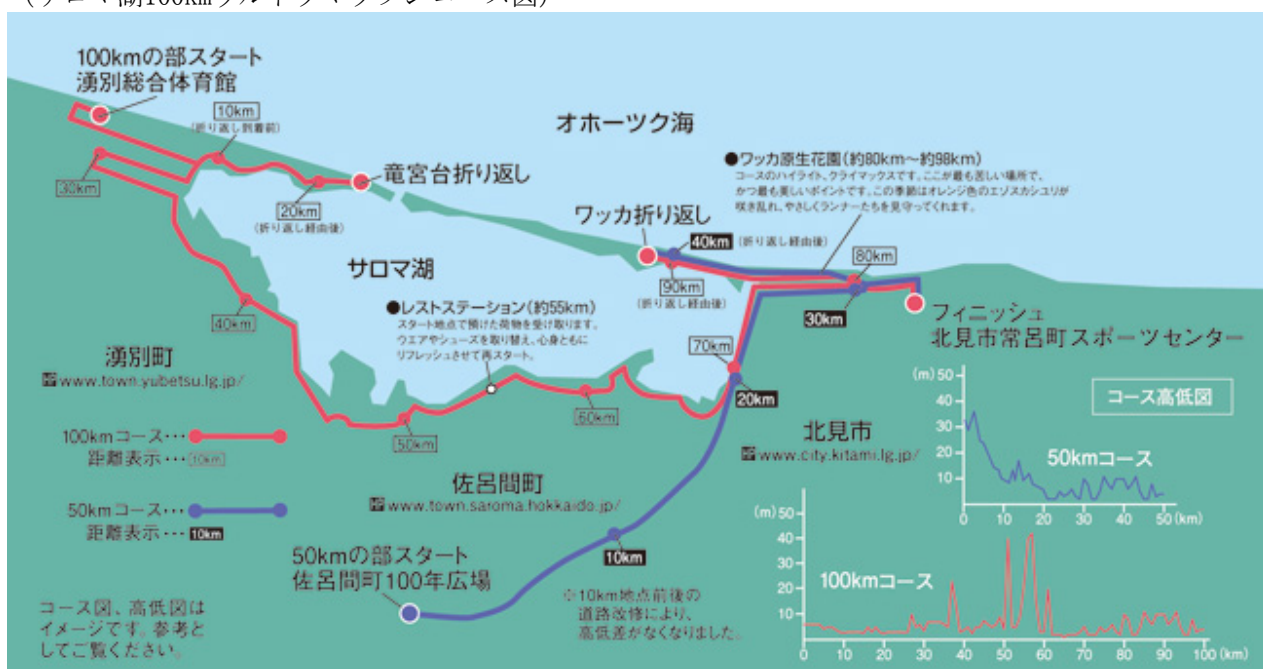 (サロマ湖100kmウルトラマラソンコース図)
100kmの部スタート
湧別総合体育館
10km
(折り返し到着前)
オホーツク海
30km
竜宮台折り返し
20km
(折り返し経由後)
●ワッカ原生花園(約80km～約98km)
コースのハイライト、クライマックスです。ここが最も苦しい場所で、
かつ最も美しいポイントです。この季節はオレンジ色のエゾスカシユリが
咲き乱れ、やさしくランナーたちを見守ってくれます。
ワッカ折り返し
40km (折り返し経由後)
80km
サロマ湖
90km
(折り返し経由後)
●レストステーション(約55km)
スタート地点で預けた荷物を受け取ります。
ウエアやシューズを取り替え、心身ともに
リフレッシュさせて再スタート。
30km
フィニッシュ
北見市常呂町スポーツセンター
40km
湧別町
HP www.town.yubetsu.lg.jp/
70km
20km
60km
50km
北見市
HP www.city.kitami.lg.jp/
コース高低図
(m) 50
40
30
20
10
50kmコース
0 10 20 30 40 50 (km)
100kmコース・・・
距離表示・・・10km
佐呂間町
HP www.town.saroma.hokkaido.jp/
50kmコース・・・
距離表示・・・10km
10km
50kmの部スタート
佐呂間町100年広場
※10km地点前後の
道路改修により、
高低差がなくなりました。
コース図、高低図は
イメージです。参考と
してご覧ください。
(m) 50
40
30
20
10
100kmコース
0 10 20 30 40 50 60 70 80 90 100 (km)